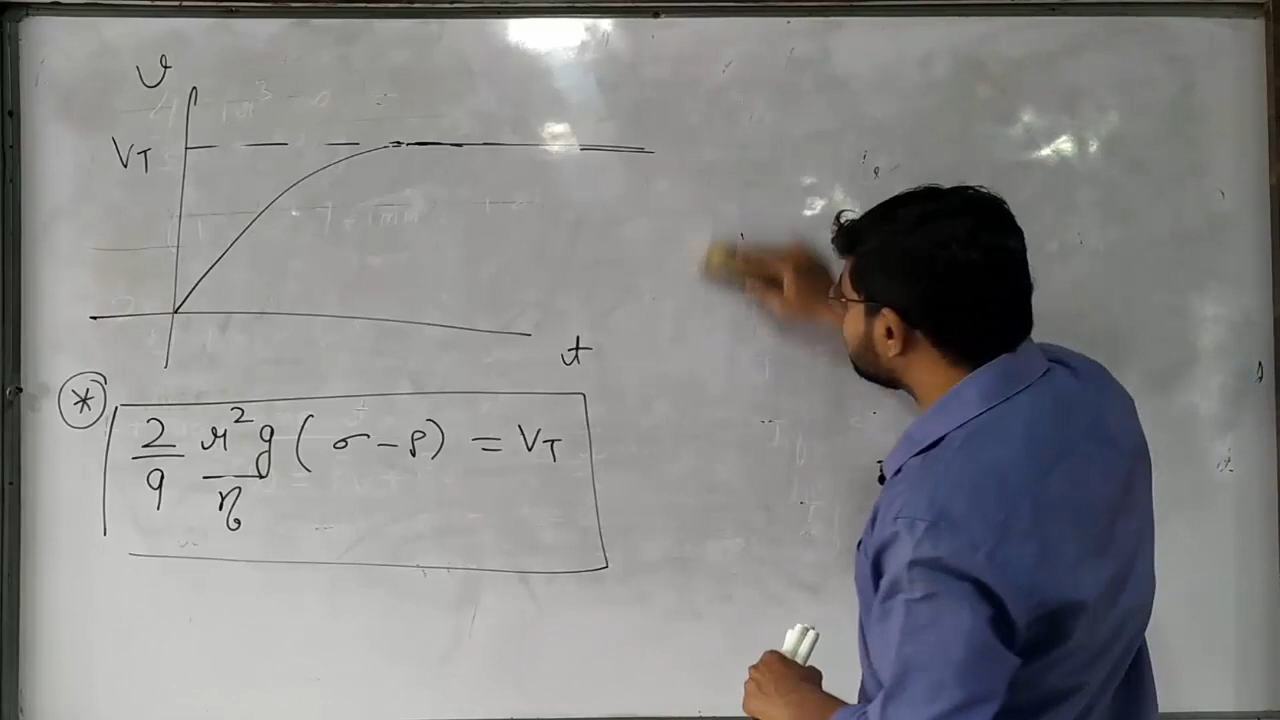 v
V_T
t
* 2/9 r²g/η (σ-ρ) = V_T